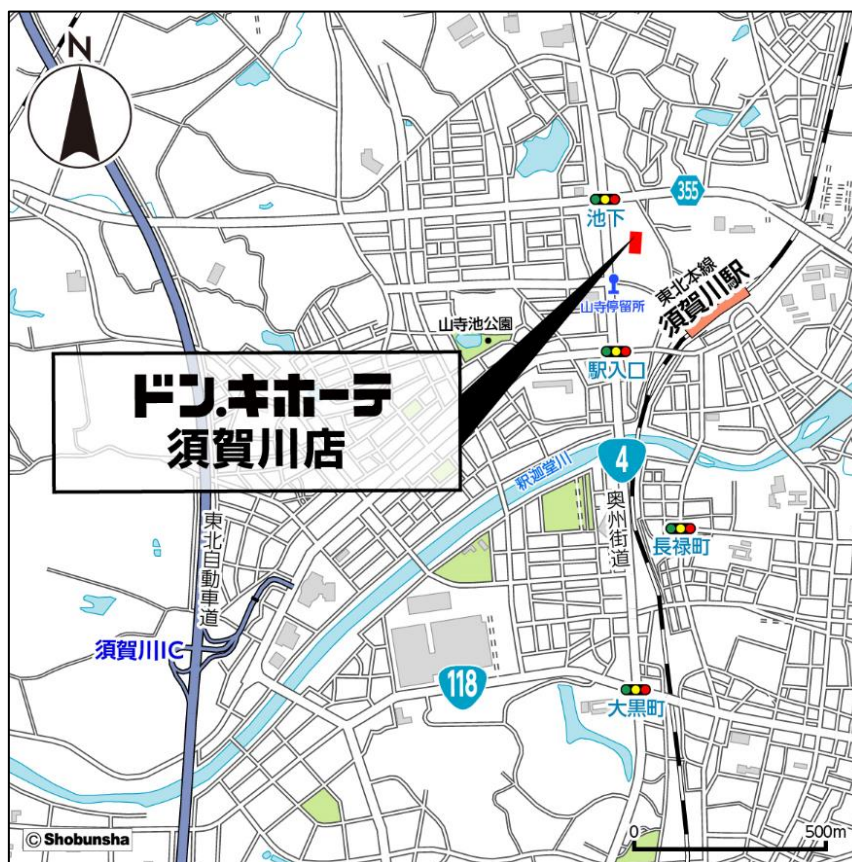 N
355
池下
東北本線
須賀川駅
山寺停留所
山寺池公園
駅入口
ドン.キホーテ
須賀川店
4
釈迦堂川
奥州街道
長禄町
東北自動車道
須賀川IC
118
大黒町
© Shobunsha
0 500m